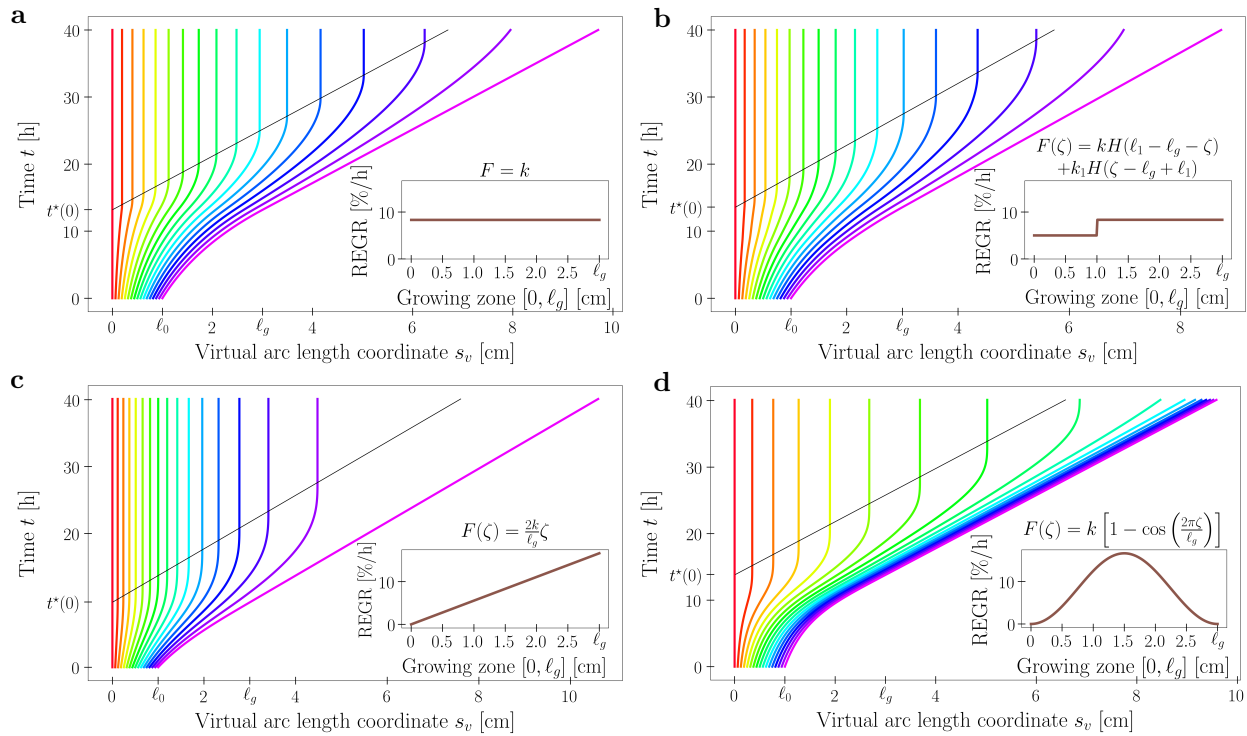 a
40
30
20
t⋆(0)
10
0
Time t [h]
F = k
REGR [%/h]
10
0
0 0.5 1.0 1.5 2.0 2.5 ℓg
Growing zone [0, ℓg] [cm]
0 ℓ0 2 ℓg 4 6 8 10
Virtual arc length coordinate sv [cm]
b
40
30
20
t⋆(0)
10
0
Time t [h]
F(ζ) = kH(ℓ1 − ℓg − ζ)
+k1H(ζ − ℓg + ℓ1)
REGR [%/h]
10
0
0 0.5 1.0 1.5 2.0 2.5 ℓg
Growing zone [0, ℓg] [cm]
0 ℓ0 2 ℓg 4 6 8
Virtual arc length coordinate sv [cm]
c
40
30
20
t⋆(0)
0
Time t [h]
F(ζ) = 2k/ℓg ζ
REGR [%/h]
10
0
0 0.5 1.0 1.5 2.0 2.5 ℓg
Growing zone [0, ℓg] [cm]
0 ℓ0 2 ℓg 4 6 8 10
Virtual arc length coordinate sv [cm]
d
40
30
20
t⋆(0)
10
0
Time t [h]
F(ζ) = k [1 − cos (2πζ/ℓg)]
REGR [%/h]
10
0
0 0.5 1.0 1.5 2.0 2.5 ℓg
Growing zone [0, ℓg] [cm]
0 ℓ0 2 ℓg 4 6 8 10
Virtual arc length coordinate sv [cm]